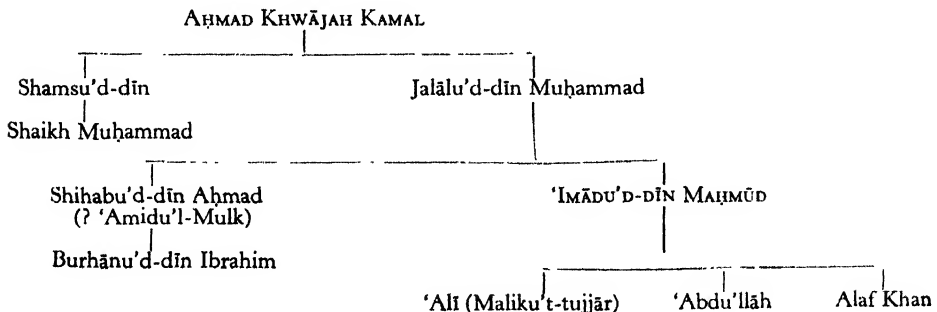 AḤMAD KHWĀJAH KAMAL
Shamsu'd-dīn Jalālu'd-dīn Muḥammad
Shaikh Muḥammad
Shihabu'd-dīn Aḥmad 'IMĀDU'D-DĪN MAḤMŪD
(? 'Amidu'l-Mulk)
Burhānu'd-dīn Ibrahim
'Alī (Maliku't-tujjār) 'Abdu'llāh Alaf Khan